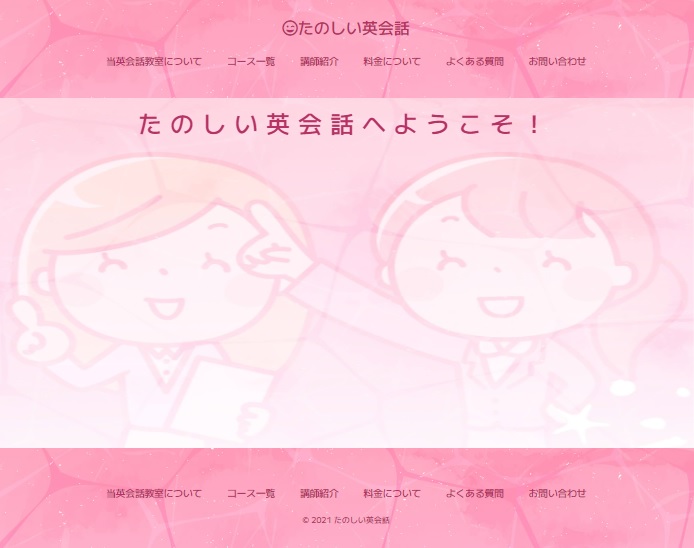 たのしい英会話
当英会話教室について コース一覧 講師紹介 料金について よくある質問 お問い合わせ
たのしい英会話へようこそ！
当英会話教室について コース一覧 講師紹介 料金について よくある質問 お問い合わせ
© 2021 たのしい英会話